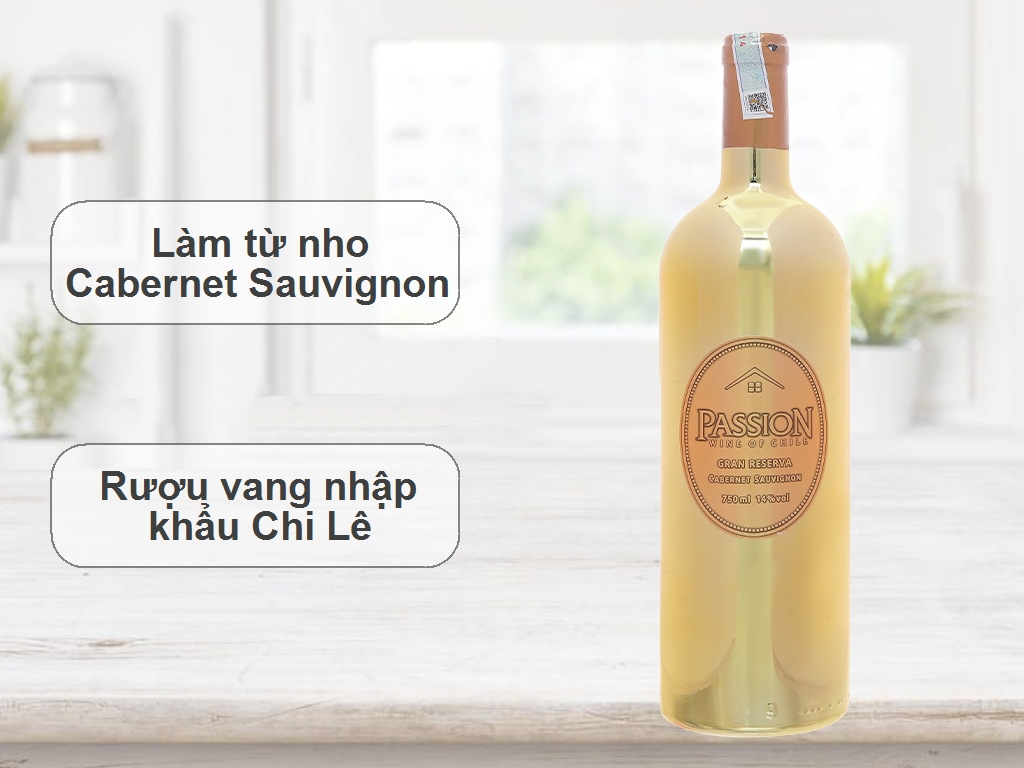 Làm từ nho
Cabernet Sauvignon
Rượu vang nhập
khẩu Chi Lê
PASSION
WINE OF CHILE
GRAN RESERVA
CABERNET SAUVIGNON
750 ml 14%vol